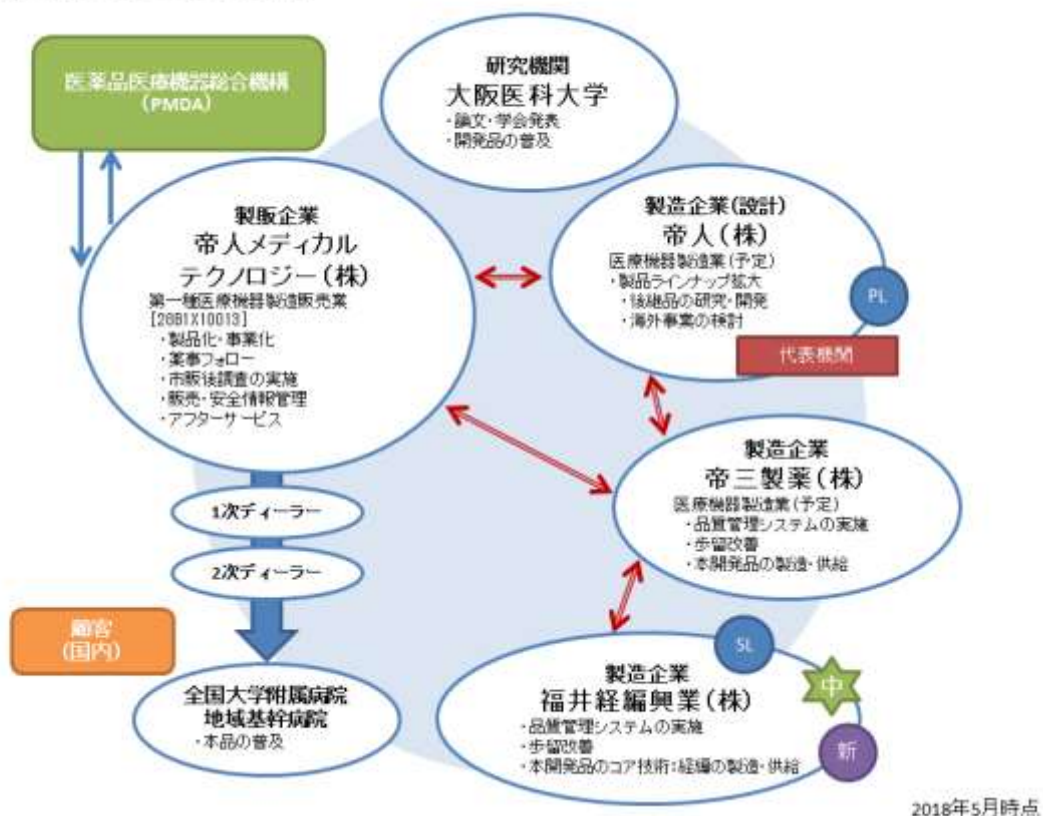 医薬品医療機器総合機構
(PMDA)
研究機関
大阪医科大学
・論文・学会発表
・開発品の普及
製販企業
帝人メディカル
テクノロジー(株)
第一種医療機器製造販売業
[28B1X10013]
・製品化・事業化
・薬事フォロー
・市販後調査の実施
・販売・安全情報管理
・アフターサービス
製造企業(設計)
帝人(株)
医療機器製造業(予定)
・製品ラインナップ拡大
・後継品の研究・開発
・海外事業の検討
PL
代表機関
製造企業
帝三製薬(株)
医療機器製造業(予定)
・品質管理システムの実施
・歩留改善
・本開発品の製造・供給
1次ディーラー
2次ディーラー
顧客
(国内)
全国大学附属病院
地域基幹病院
・本品の普及
SL
中
新
製造企業
福井経編興業(株)
・品質管理システムの実施
・歩留改善
・本開発品のコア技術:経編の製造・供給
2018年5月時点